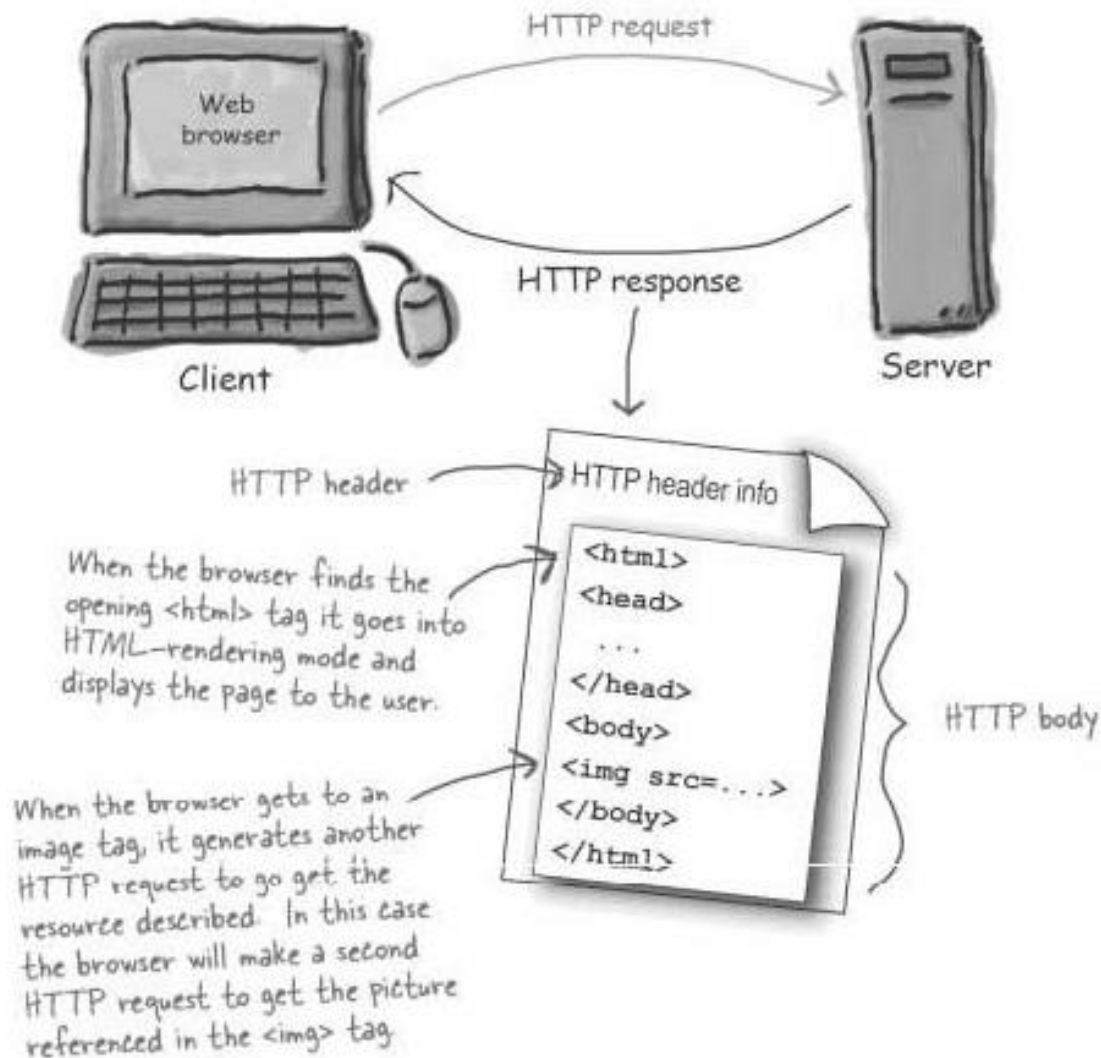 HTTP request
Web
browser
HTTP response
Client
Server
HTTP header
HTTP header info
When the browser finds the
opening <html> tag it goes into
HTML-rendering mode and
displays the page to the user.
<html>
<head>
...
</head>
<body>
<img src=...>
</body>
</html>
HTTP body
When the browser gets to an
image tag, it generates another
HTTP request to go get the
resource described. In this case
the browser will make a second
HTTP request to get the picture
referenced in the <img> tag